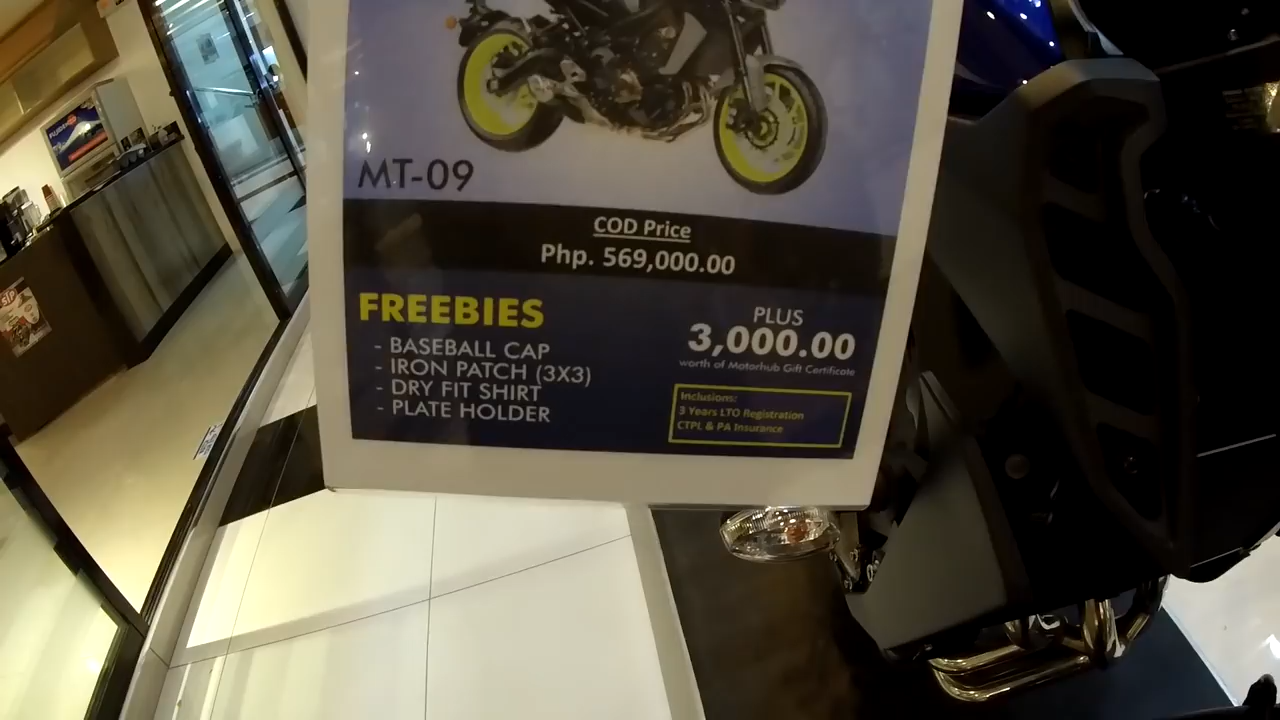 MT-09
COD Price
Php. 569,000.00
FREEBIES
- BASEBALL CAP
- IRON PATCH (3X3)
- DRY FIT SHIRT
- PLATE HOLDER
PLUS
3,000.00
worth of Motorhub Gift Certificate
Inclusions:
3 Years LTO Registration
CTPL & PA Insurance